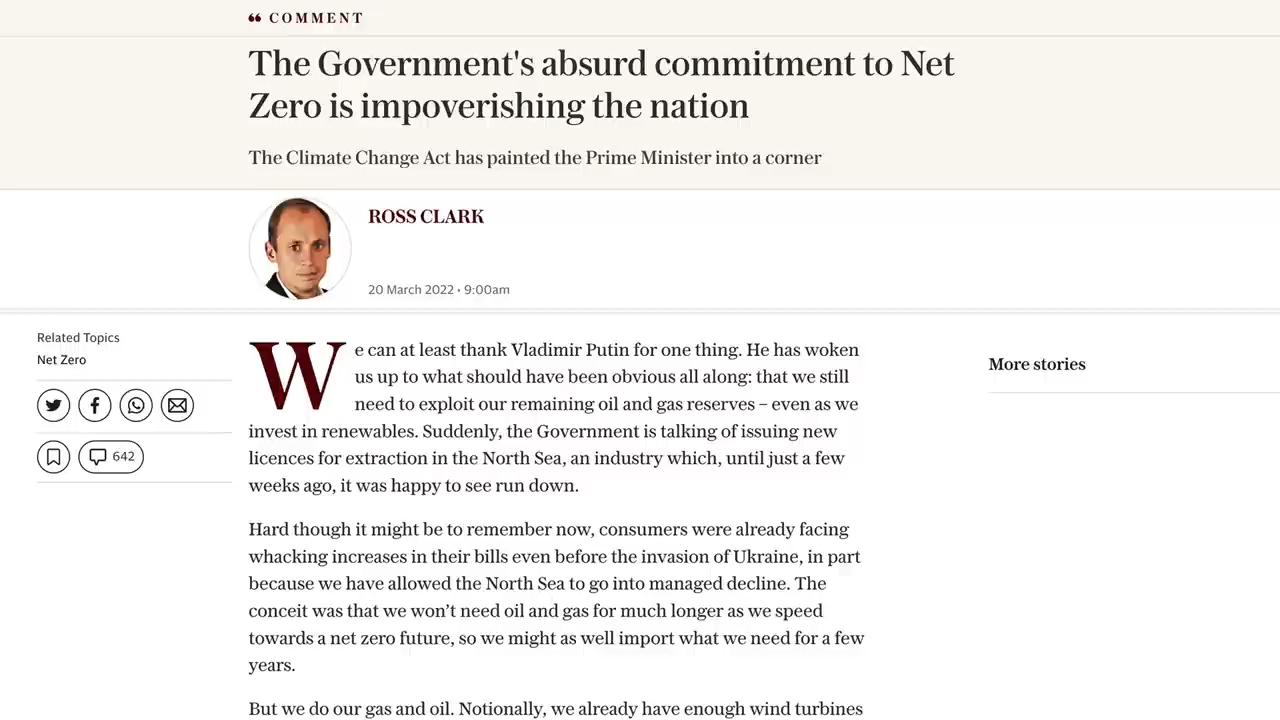 ❝ COMMENT
The Government's absurd commitment to Net
Zero is impoverishing the nation
The Climate Change Act has painted the Prime Minister into a corner
ROSS CLARK
20 March 2022 • 9:00am
Related Topics
Net Zero
642
We can at least thank Vladimir Putin for one thing. He has woken
us up to what should have been obvious all along: that we still
need to exploit our remaining oil and gas reserves – even as we
invest in renewables. Suddenly, the Government is talking of issuing new
licences for extraction in the North Sea, an industry which, until just a few
weeks ago, it was happy to see run down.
Hard though it might be to remember now, consumers were already facing
whacking increases in their bills even before the invasion of Ukraine, in part
because we have allowed the North Sea to go into managed decline. The
conceit was that we won’t need oil and gas for much longer as we speed
towards a net zero future, so we might as well import what we need for a few
years.
But we do our gas and oil. Notionally, we already have enough wind turbines
More stories